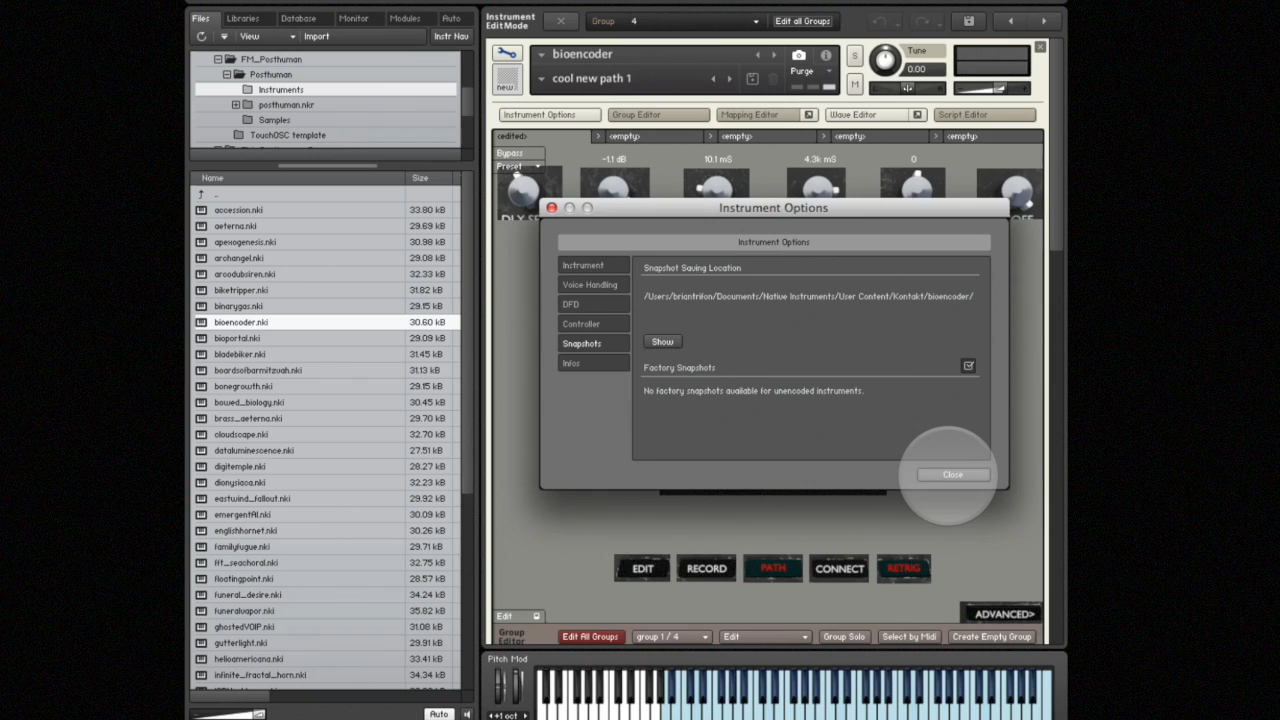 Files
Libraries
Database
Monitor
Modules
Auto
View
Import
Instr Nav
FM_Posthuman
Posthuman
Instruments
posthuman.nkr
Samples
TouchOSC template
Name
Size
..
accession.nki 33.80 kB
aeterna.nki 29.69 kB
apexogenesis.nki 30.98 kB
archangel.nki 29.08 kB
arcodubsiren.nki 32.33 kB
biketripper.nki 31.82 kB
binarygas.nki 29.15 kB
bioencoder.nki 30.60 kB
bioportal.nki 29.09 kB
bladebiker.nki 31.45 kB
boardsofbarmitzvah.nki 31.13 kB
bonegrowth.nki 29.15 kB
bowed_biology.nki 30.45 kB
brass_aeterna.nki 29.70 kB
cloudscape.nki 32.70 kB
dataluminescence.nki 27.51 kB
digitemple.nki 28.27 kB
dionysiaca.nki 32.23 kB
eastwind_fallout.nki 29.92 kB
emergentAI.nki 30.09 kB
englishhornet.nki 30.26 kB
familyfugue.nki 29.71 kB
fft_seachoral.nki 32.75 kB
floatingpoint.nki 28.57 kB
funeral_desire.nki 34.24 kB
funeralvapor.nki 35.82 kB
ghostedVOIP.nki 31.08 kB
gutterlight.nki 29.91 kB
helioamericana.nki 33.41 kB
infinite_fractal_horn.nki 34.34 kB
Auto
Instrument
Edit Mode
Group 4
Edit all Groups
bioencoder
cool new path 1
new
Purge
S
M
Tune
0.00
Instrument Options
Group Editor
Mapping Editor
Wave Editor
Script Editor
<edited>
<empty>
<empty>
<empty>
<empty>
Bypass
Preset
-1.1 dB
10.1 mS
4.3k mS
0
Instrument Options
Instrument Options
Instrument
Voice Handling
DFD
Controller
Snapshots
Infos
Snapshot Saving Location
/Users/briantrifon/Documents/Native Instruments/User Content/Kontakt/bioencoder/
Show
Factory Snapshots
No factory snapshots available for unencoded instruments.
Close
EDIT
RECORD
PATH
CONNECT
RETRIG
ADVANCED>
Edit
Group
Editor
Edit All Groups
group 1 / 4
Edit
Group Solo
Select by Midi
Create Empty Group
Pitch Mod
+1 oct